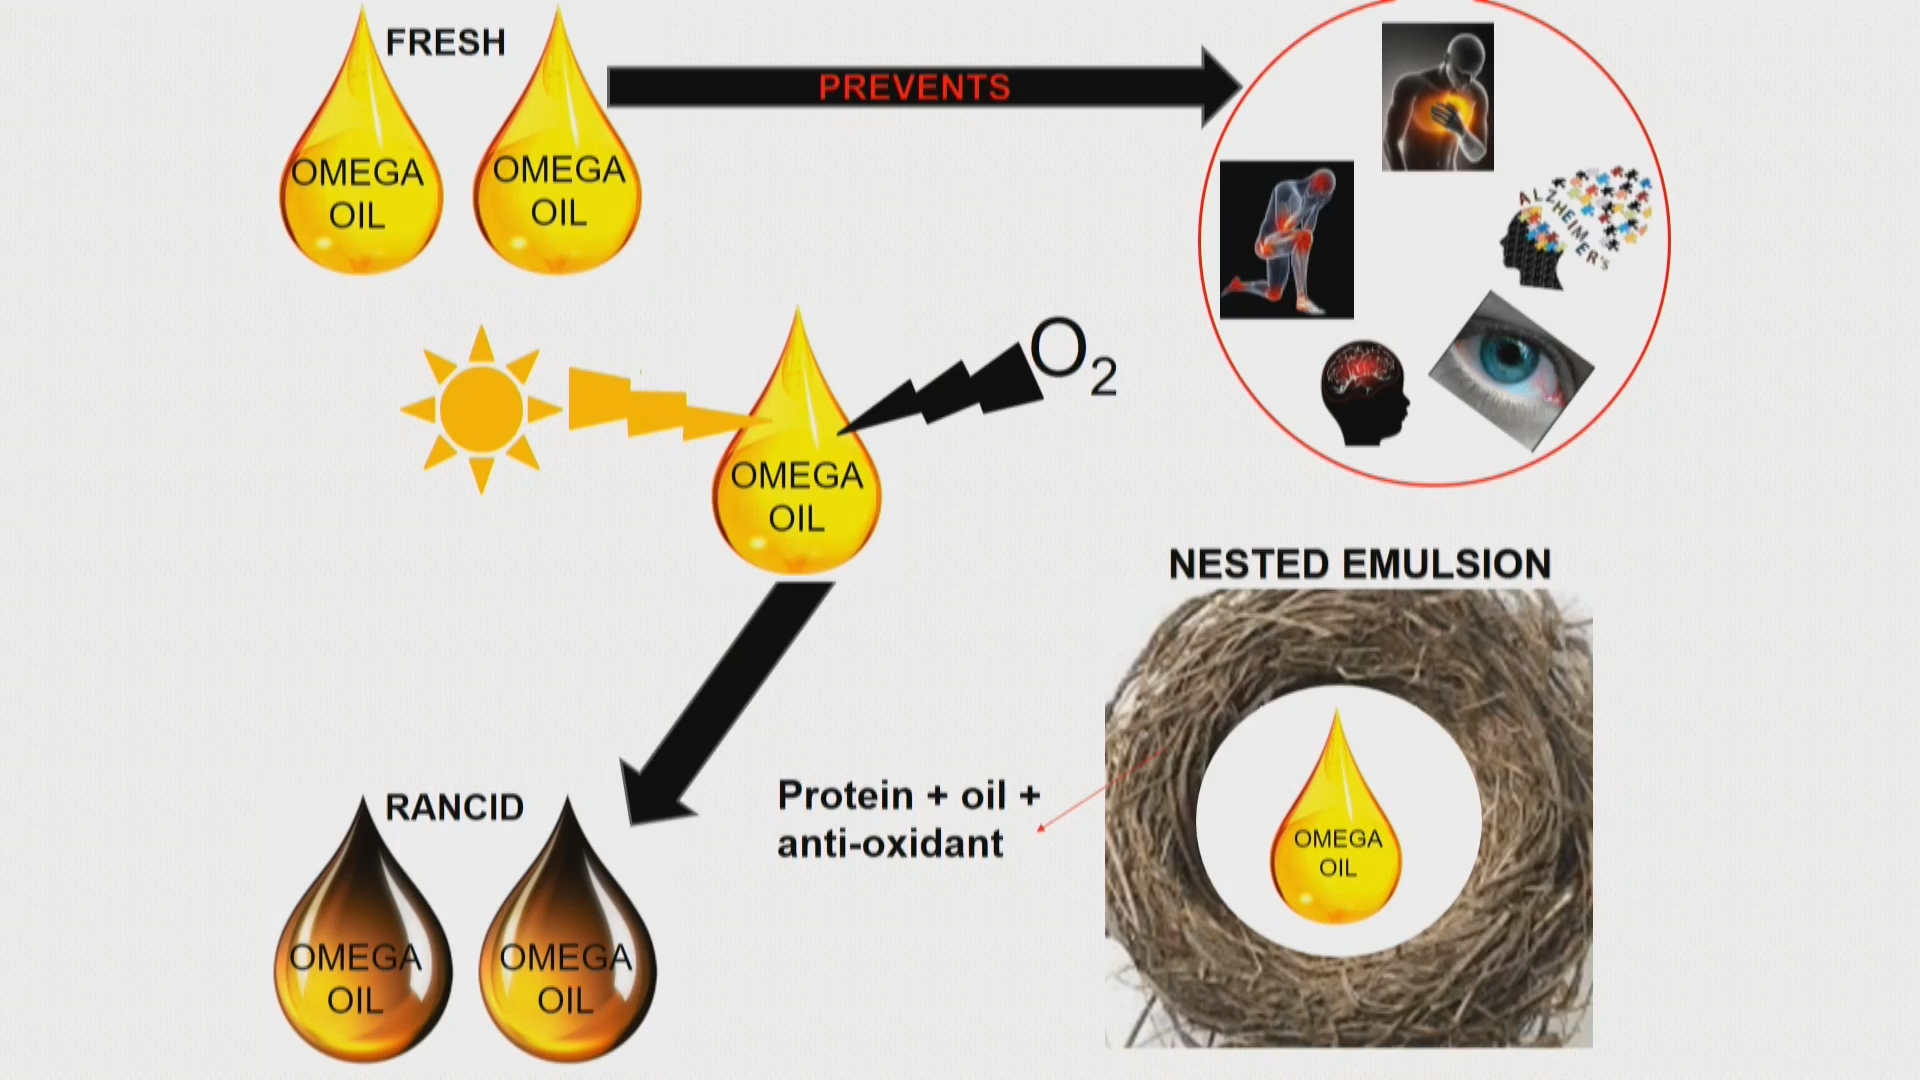 FRESH
OMEGA
OIL
OMEGA
OIL
PREVENTS
ALZHEIMER'S
O2
OMEGA
OIL
NESTED EMULSION
RANCID
Protein + oil +
anti-oxidant
OMEGA
OIL
OMEGA
OIL
OMEGA
OIL